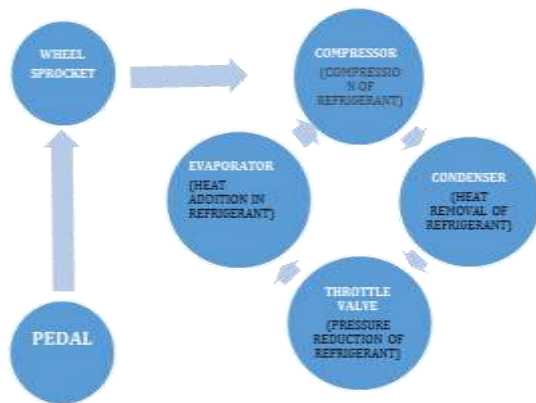 WHEEL
SPROCKET
COMPRESSOR
(COMPRESSIO
N OF
REFRIGERANT)
EVAPORATOR
(HEAT
ADDITION IN
REFRIGERANT)
CONDENSER
(HEAT
REMOVAL OF
REFRIGERANT)
THROTTLE
VALVE
(PRESSURE
REDUCTION OF
REFRIGERANT)
PEDAL